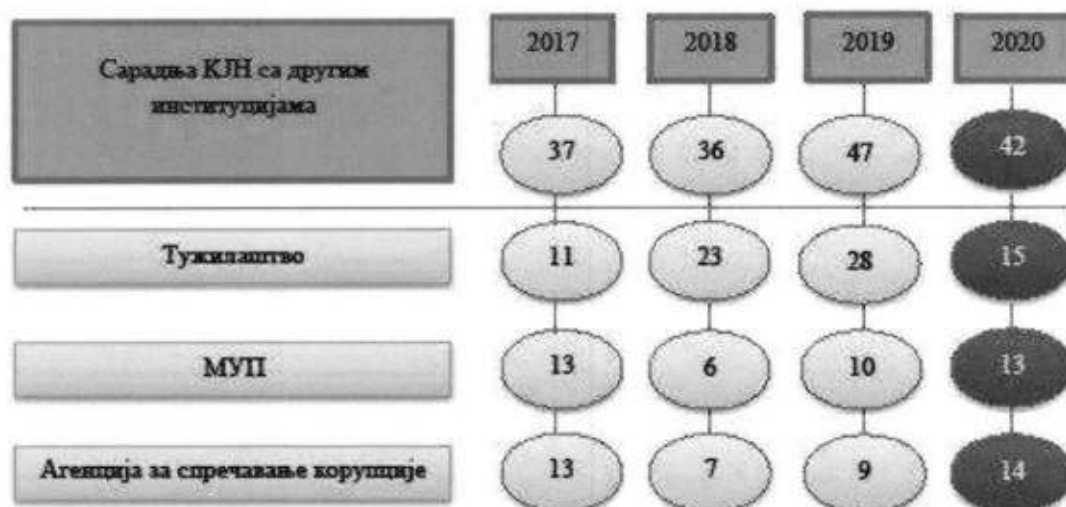 Сарадња КЈН са другим
институцијама
2017 2018 2019 2020
37 36 47 42
Тужилаштво 11 23 28 15
МУП 13 6 10 13
Агенција за спречавање корупције 13 7 9 14